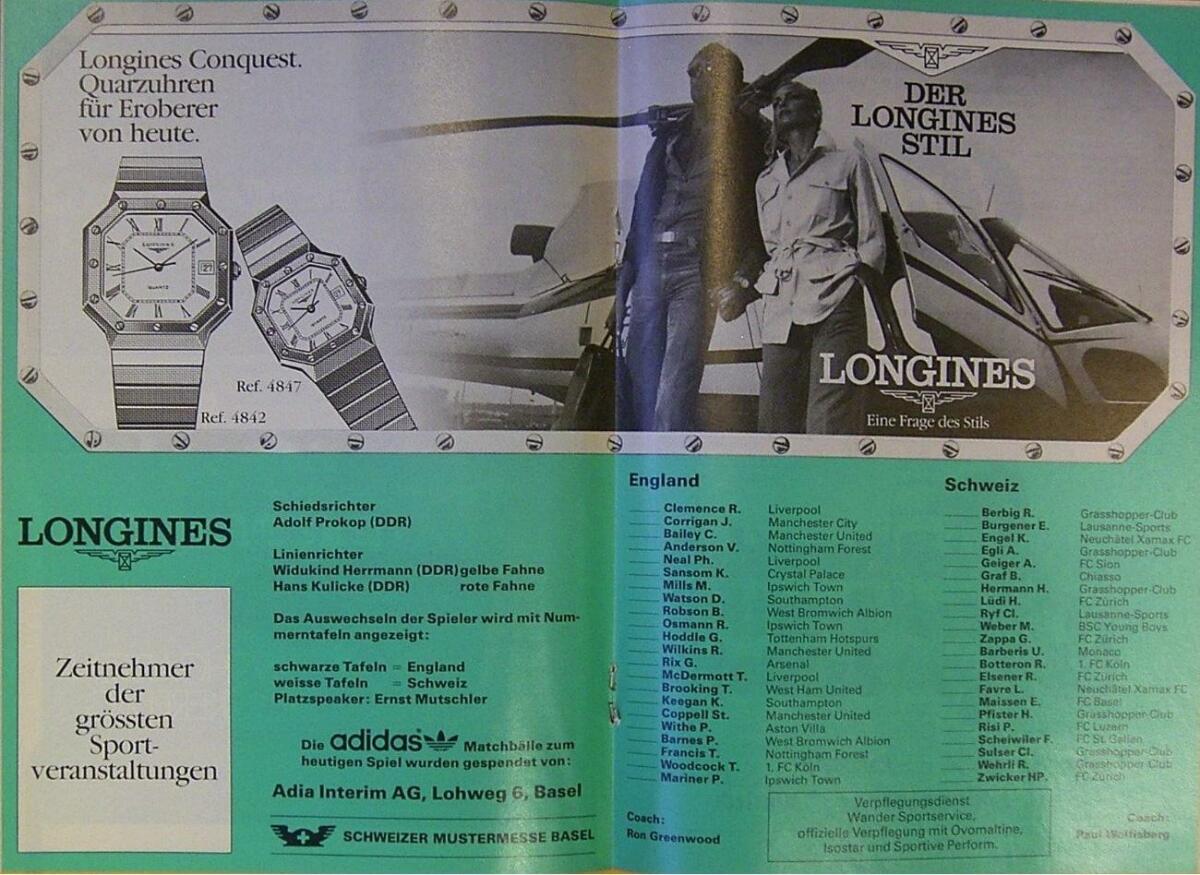 Longines Conquest.
Quarzuhren
für Eroberer
von heute.
LONGINES
QUARTZ
27
Ref. 4847
Ref. 4842
DER
LONGINES
STIL
LONGINES
Eine Frage des Stils
LONGINES
Zeitnehmer
der
grössten
Sport-
veranstaltungen
Schiedsrichter
Adolf Prokop (DDR)
Linienrichter
Widukind Herrmann (DDR) gelbe Fahne
Hans Kulicke (DDR) rote Fahne
Das Auswechseln der Spieler wird mit Num-
merntafeln angezeigt:
schwarze Tafeln = England
weisse Tafeln = Schweiz
Platzspeaker: Ernst Mutschler
Die adidas Matchbälle zum
heutigen Spiel wurden gespendet von:
Adia Interim AG, Lohweg 6, Basel
SCHWEIZER MUSTERMESSE BASEL
England
Clemence R. Liverpool
Corrigan J. Manchester City
Bailey C. Manchester United
Anderson V. Nottingham Forest
Neal Ph. Liverpool
Sansom K. Crystal Palace
Mills M. Ipswich Town
Watson D. Southampton
Robson B. West Bromwich Albion
Osmann R. Ipswich Town
Hoddle G. Tottenham Hotspurs
Wilkins R. Manchester United
Rix G. Arsenal
McDermott T. Liverpool
Brooking T. West Ham United
Keegan K. Southampton
Coppell St. Manchester United
Withe P. Aston Villa
Barnes P. West Bromwich Albion
Francis T. Nottingham Forest
Woodcock T. 1. FC Köln
Mariner P. Ipswich Town
Coach:
Ron Greenwood
Schweiz
Berbig R. Grasshopper-Club
Burgener E. Lausanne-Sports
Engel K. Neuchâtel Xamax FC
Egli A. Grasshopper-Club
Geiger A. FC Sion
Graf B. Chiasso
Hermann H. Grasshopper-Club
Lüdi H. FC Zürich
Ryf Cl. Lausanne-Sports
Weber M. BSC Young Boys
Zappa G. FC Zürich
Barberis U. Monaco
Botteron R. 1. FC Köln
Elsener R. FC Zürich
Favre L. Neuchâtel Xamax FC
Maissen E. FC Basel
Pfister H. Grasshopper-Club
Risi P. FC Luzern
Scheiwiler F. FC St. Gallen
Sulser Cl. Grasshopper-Club
Wehrli R. Grasshopper-Club
Zwicker HP. FC Zürich
Verpflegungsdienst
Wander Sportservice,
offizielle Verpflegung mit Ovomaltine,
Isostar und Sportive Perform.
Coach:
Paul Wolfisberg